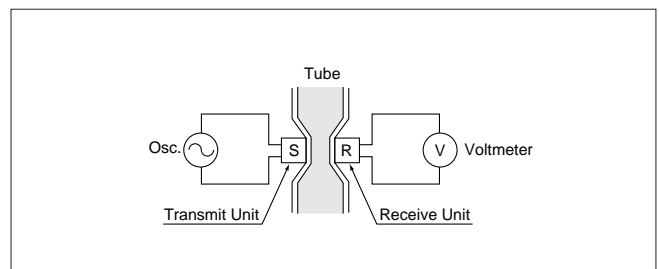 Tube
Osc.
S
R
V
Voltmeter
Transmit Unit
Receive Unit